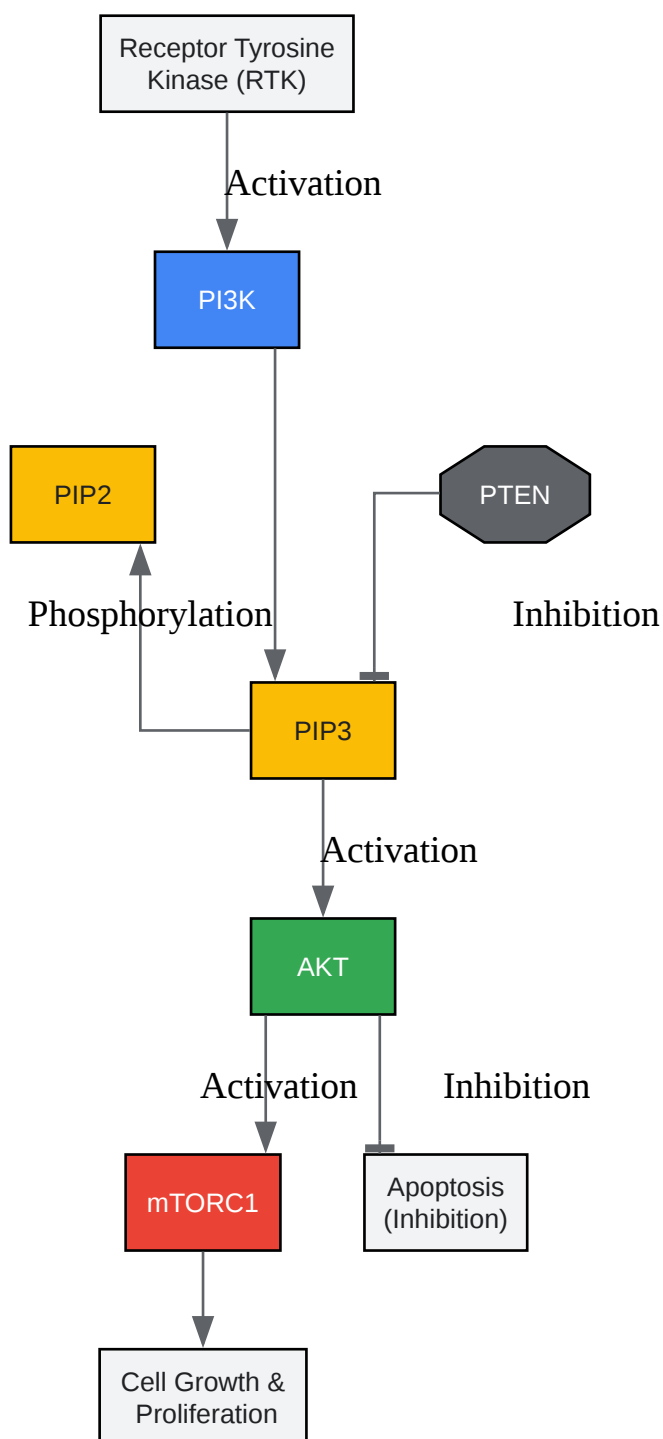 Receptor Tyrosine
Kinase (RTK)
Activation
PI3K
PIP2
PTEN
Phosphorylation
Inhibition
PIP3
Activation
AKT
Activation
Inhibition
mTORC1
Apoptosis
(Inhibition)
Cell Growth &
Proliferation